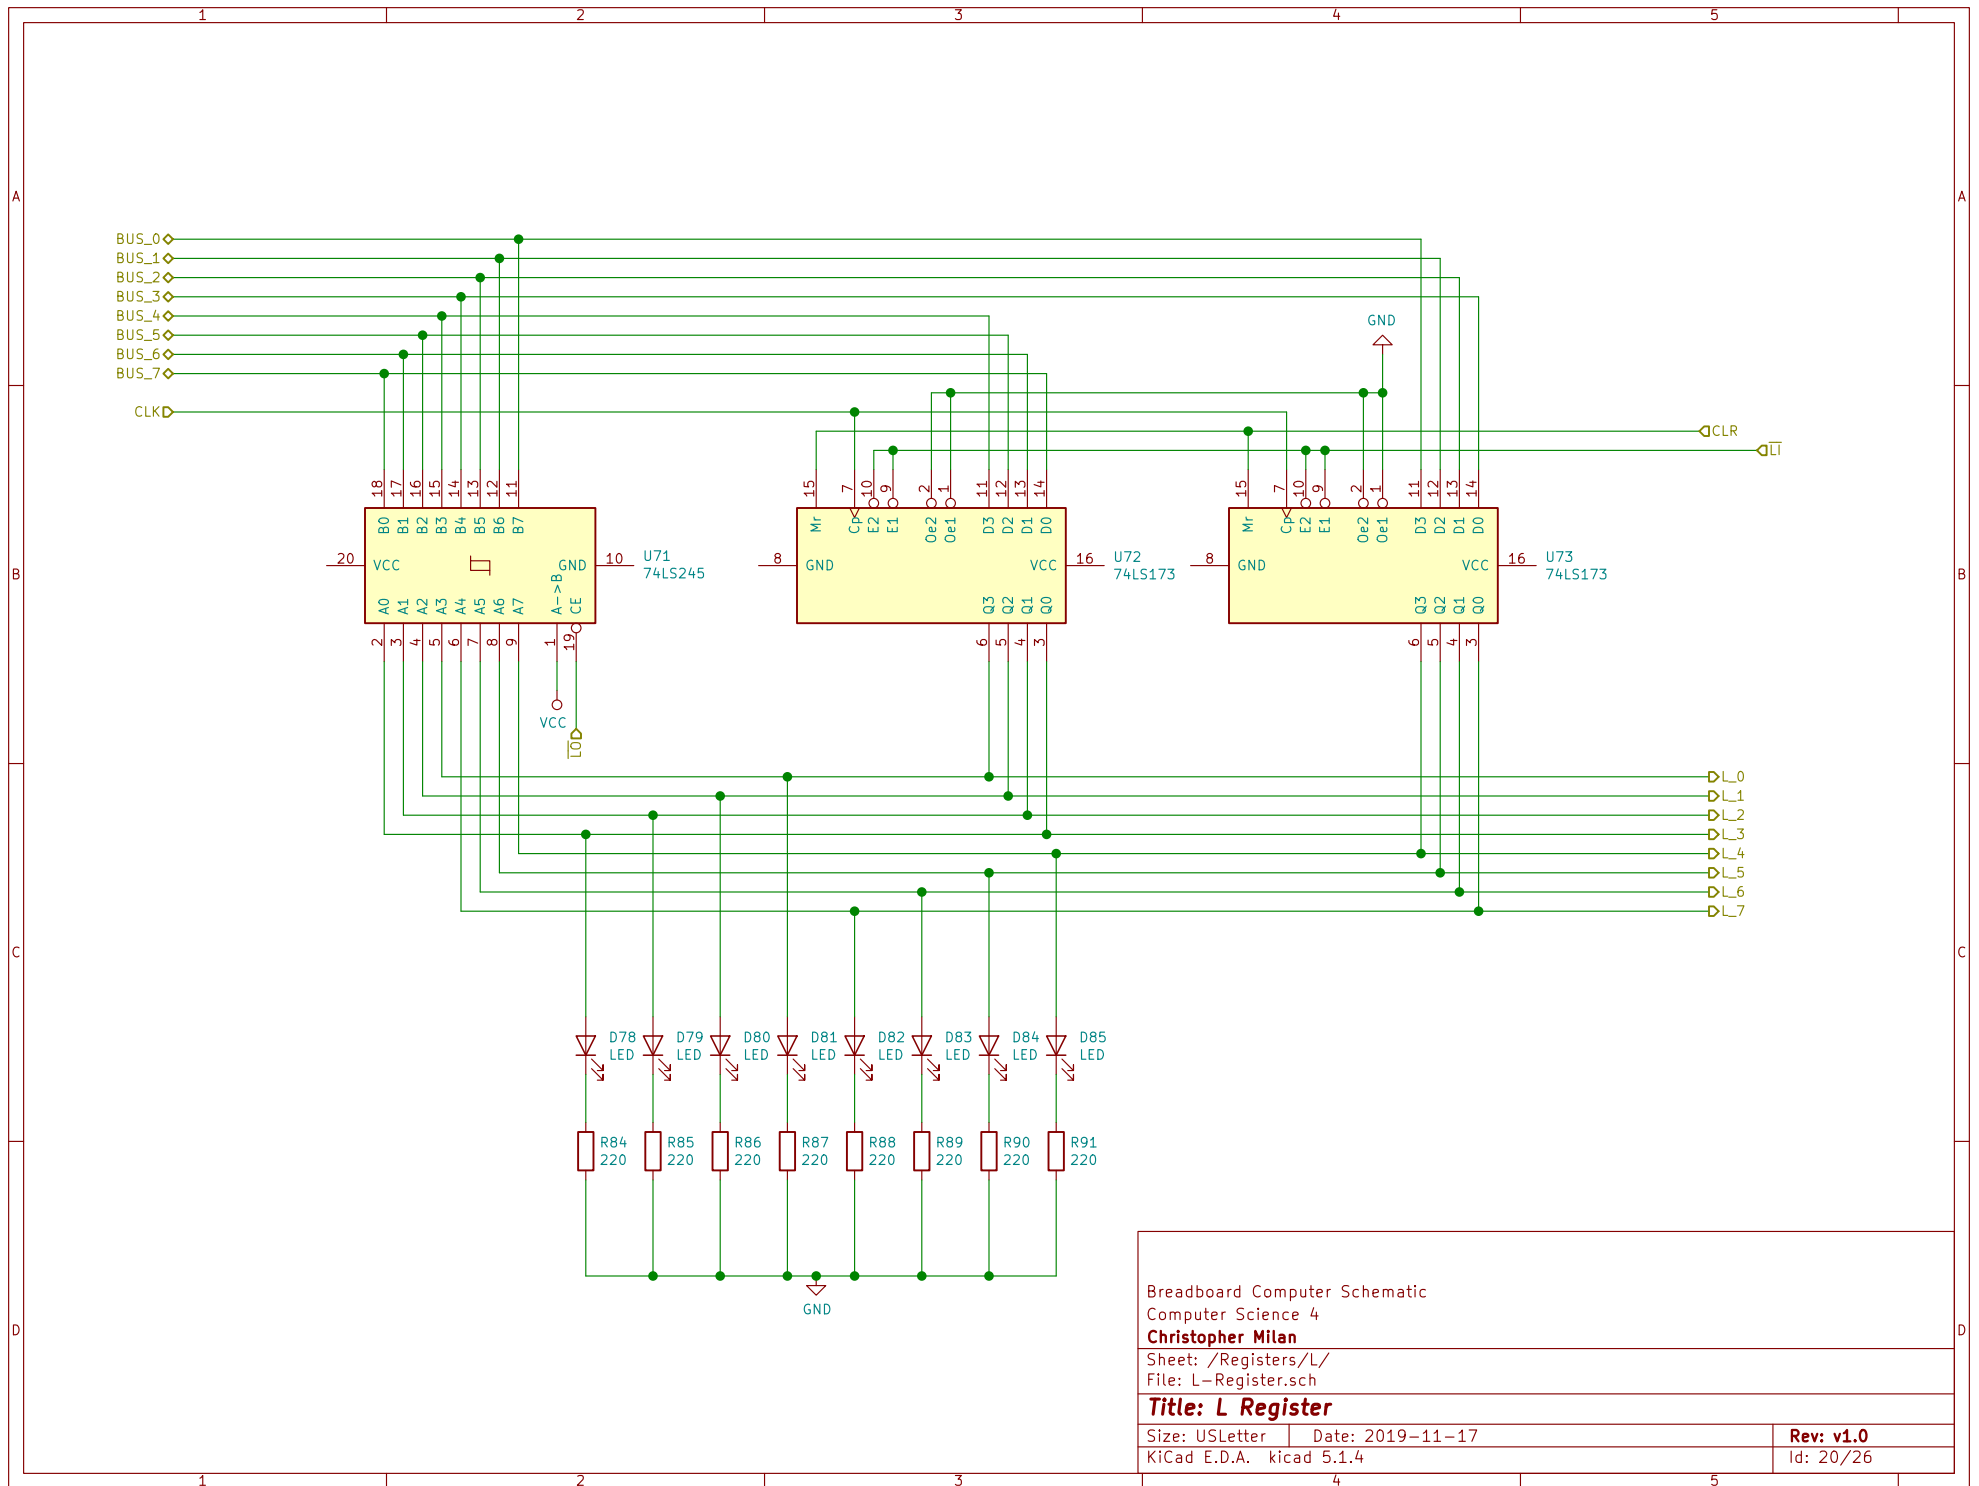 1 2 3 4 5
A A
BUS_0
BUS_1
BUS_2
BUS_3
BUS_4
BUS_5
BUS_6
BUS_7
GND
CLK
CLR
LI
18 17 16 15 14 13 12 11
15 7 10 9 2 1 11 12 13 14
15 7 10 9 2 1 11 12 13 14
B0 B1 B2 B3 B4 B5 B6 B7
Mr Cp E2 E1 Oe2 Oe1 D3 D2 D1 D0
Mr Cp E2 E1 Oe2 Oe1 D3 D2 D1 D0
20 VCC GND 10 U71
74LS245
8 GND VCC 16 U72
74LS173
8 GND VCC 16 U73
74LS173
B B
A0 A1 A2 A3 A4 A5 A6 A7 A->B CE
Q3 Q2 Q1 Q0
Q3 Q2 Q1 Q0
2 3 4 5 6 7 8 9 1 19
6 5 4 3
6 5 4 3
VCC
LO
L_0
L_1
L_2
L_3
L_4
L_5
L_6
L_7
C C
D78 D79 D80 D81 D82 D83 D84 D85
LED LED LED LED LED LED LED LED
R84 R85 R86 R87 R88 R89 R90 R91
220 220 220 220 220 220 220 220
GND
D D
Breadboard Computer Schematic
Computer Science 4
Christopher Milan
Sheet: /Registers/L/
File: L-Register.sch
Title: L Register
Size: USLetter Date: 2019-11-17 Rev: v1.0
KiCad E.D.A. kicad 5.1.4 Id: 20/26
1 2 3 4 5